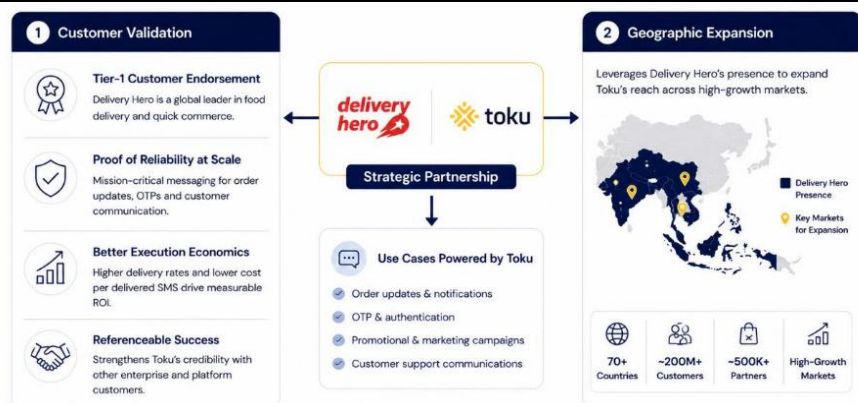 1 Customer Validation
Tier-1 Customer Endorsement
Delivery Hero is a global leader in food
delivery and quick commerce.
Proof of Reliability at Scale
Mission-critical messaging for order
updates, OTPs and customer
communication.
Better Execution Economics
Higher delivery rates and lower cost
per delivered SMS drive measurable
ROI.
Referenceable Success
Strengthens Toku's credibility with
other enterprise and platform
customers.
delivery
hero
toku
Strategic Partnership
Use Cases Powered by Toku
Order updates & notifications
OTP & authentication
Promotional & marketing campaigns
Customer support communications
2 Geographic Expansion
Leverages Delivery Hero's presence to expand
Toku's reach across high-growth markets.
Delivery Hero
Presence
Key Markets
for Expansion
70+
Countries
~200M+
Customers
~500K+
Partners
High-Growth
Markets